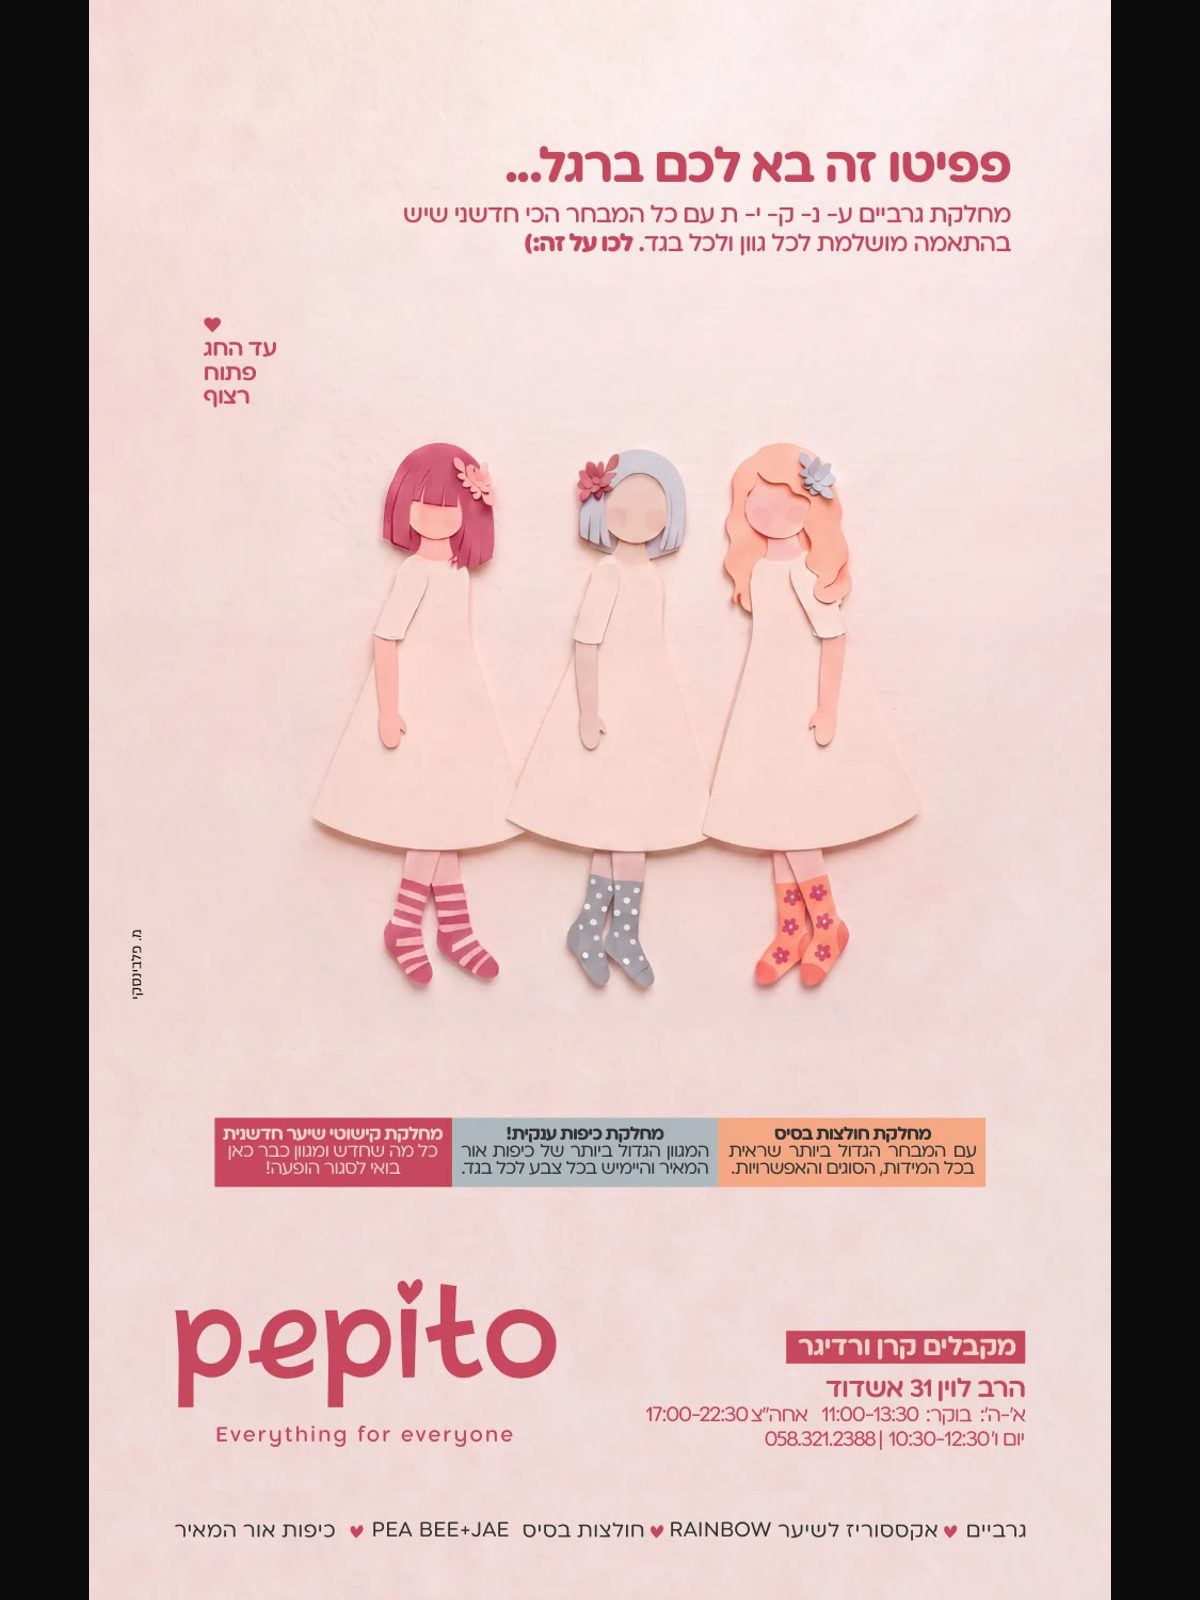 פפיטו זה בא לכם ברגל...
מחלקת גרביים ע- נ- ק- י- ת עם כל המבחר הכי חדשני שיש
בהתאמה מושלמת לכל גוון ולכל בגד. לכו על זה:)
♥
עד החג
פתוח
רצוף
מ. פלבינסקי
מחלקת חולצות בסיס
עם המבחר הגדול ביותר שראית
בכל המידות, הסוגים והאפשרויות.
מחלקת כיפות ענקית!
המגוון הגדול ביותר של כיפות אור
המאיר והיימיש בכל צבע לכל בגד.
מחלקת קישוטי שיער חדשנית
כל מה שחדש ומגוון כבר כאן
בואי לסגור הופעה!
pepito
Everything for everyone
מקבלים קרן ורדיגר
הרב לוין 31 אשדוד
א'-ה': בוקר: 11:00-13:30 אחה"צ 17:00-22:30
יום ו' 10:30-12:30 | 058.321.2388
גרביים ♥ אקססוריז לשיער RAINBOW ♥ חולצות בסיס PEA BEE+JAE ♥ כיפות אור המאיר